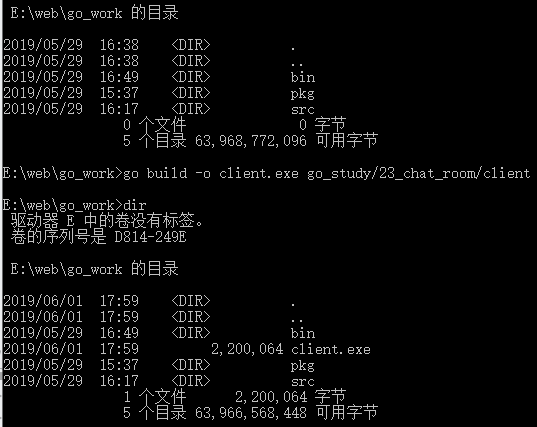 E:\web\go_work 的目录
2019/05/29  16:38    <DIR>          .
2019/05/29  16:38    <DIR>          ..
2019/05/29  16:49    <DIR>          bin
2019/05/29  15:37    <DIR>          pkg
2019/05/29  16:17    <DIR>          src
0 个文件              0 字节
5 个目录 63,968,772,096 可用字节
E:\web\go_work>go build -o client.exe go_study/23_chat_room/client
E:\web\go_work>dir
驱动器 E 中的卷没有标签。
卷的序列号是 D814-249E
E:\web\go_work 的目录
2019/06/01  17:59    <DIR>          .
2019/06/01  17:59    <DIR>          ..
2019/05/29  16:49    <DIR>          bin
2019/06/01  17:59         2,200,064 client.exe
2019/05/29  15:37    <DIR>          pkg
2019/05/29  16:17    <DIR>          src
1 个文件      2,200,064 字节
5 个目录 63,966,568,448 可用字节